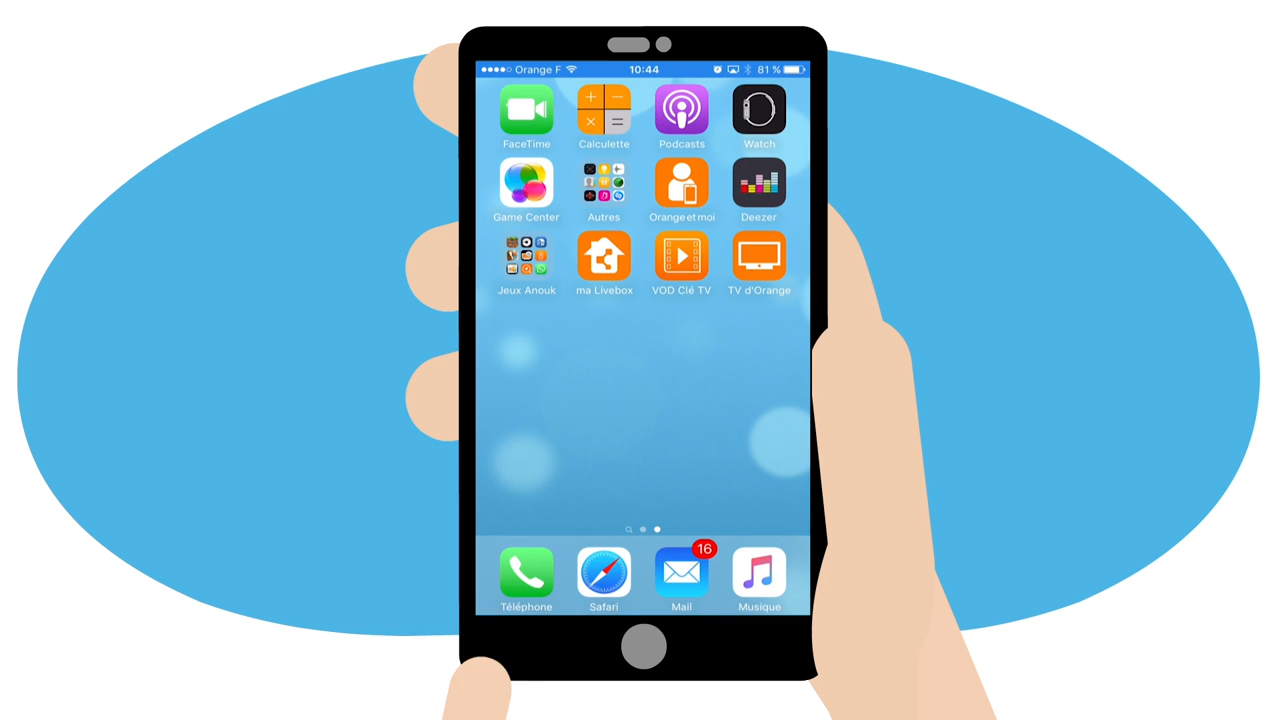 Orange F 10:44 81 %
FaceTime Calculette Podcasts Watch
Game Center Autres Orange et moi Deezer
Jeux Anouk ma Livebox VOD Clé TV TV d'Orange
16
Téléphone Safari Mail Musique